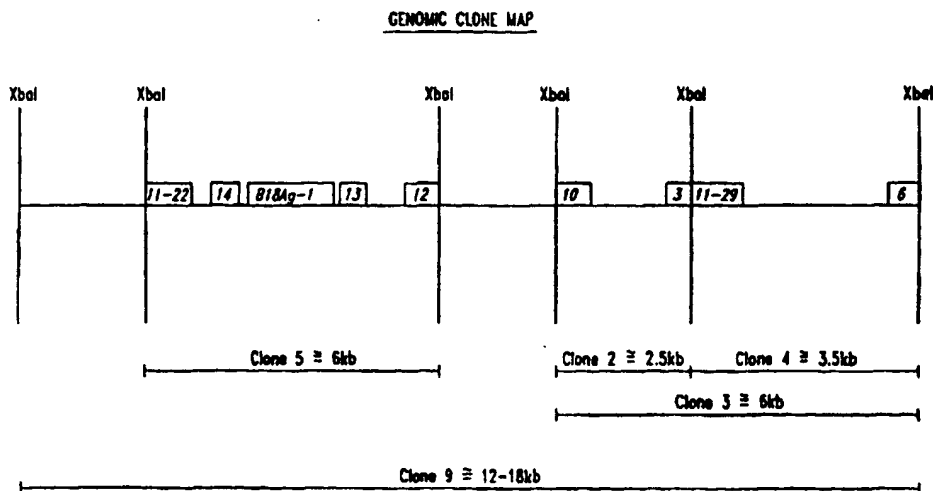 GENOMIC CLONE MAP
XbaI XbaI XbaI XbaI XbaI XbaI
11-22 14 B18Ag-1 13 12 10 3 11-29 6
Clone 5 ≅ 6kb Clone 2 ≅ 2.5kb Clone 4 ≅ 3.5kb
Clone 3 ≅ 6kb
Clone 9 ≅ 12-18kb